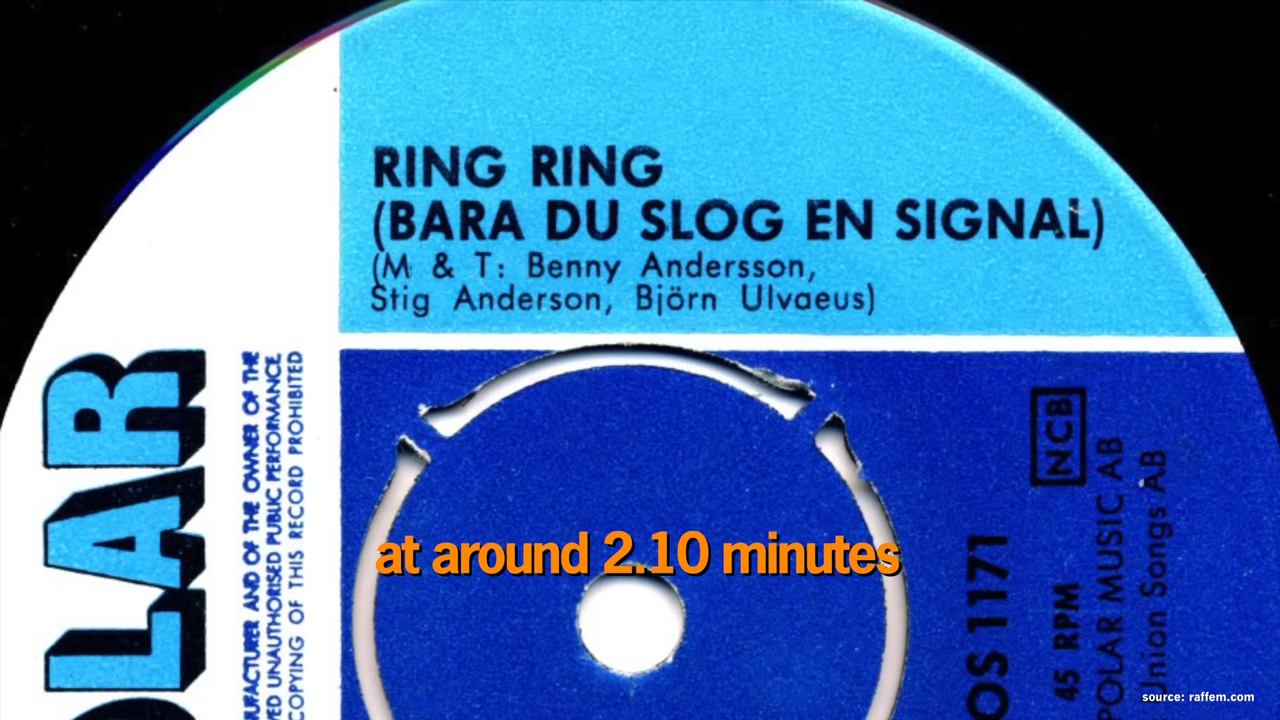 RING RING
(BARA DU SLOG EN SIGNAL)
(M & T: Benny Andersson,
Stig Anderson, Björn Ulvaeus)
OLAR
UFACTURER AND OF THE OWNER OF THE
VED UNAUTHORISED PUBLIC PERFORMANCE,
COPYING OF THIS RECORD PROHIBITED
NCB
at around 2.10 minutes
OS 1171
45 RPM
POLAR MUSIC AB
Union Songs AB
source: raffem.com